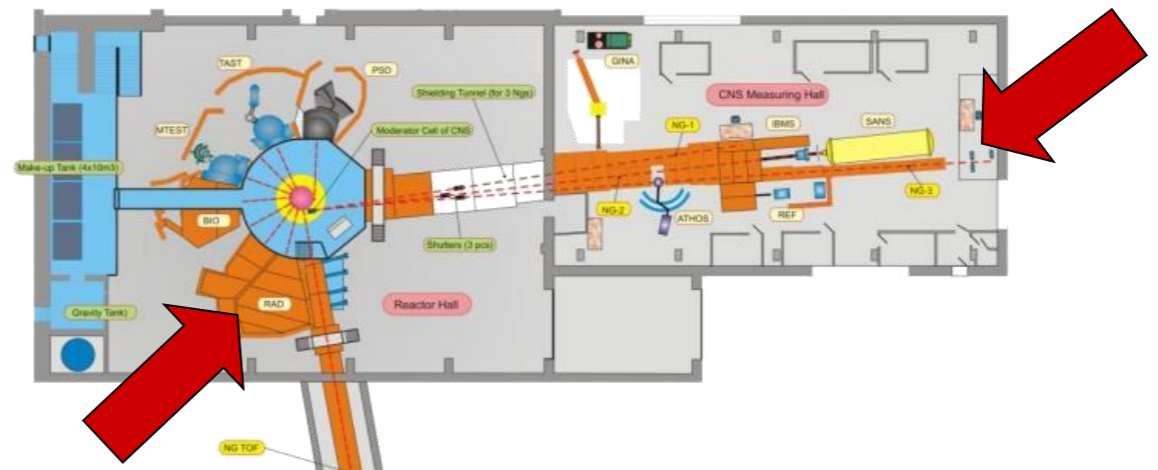 GINA
TAST
PSD
Shielding Tunnel (for 3 Ngs)
CNS Measuring Hall
MTEST
Moderator Cell of CNS
NG-1
IBMS
SANS
Make-up Tank (4x10m3)
NG-3
NG-2
BIO
ATHOS
REF
Shutters (3 pcs)
RAD
Reactor Hall
Gravity Tank)
NG TOF